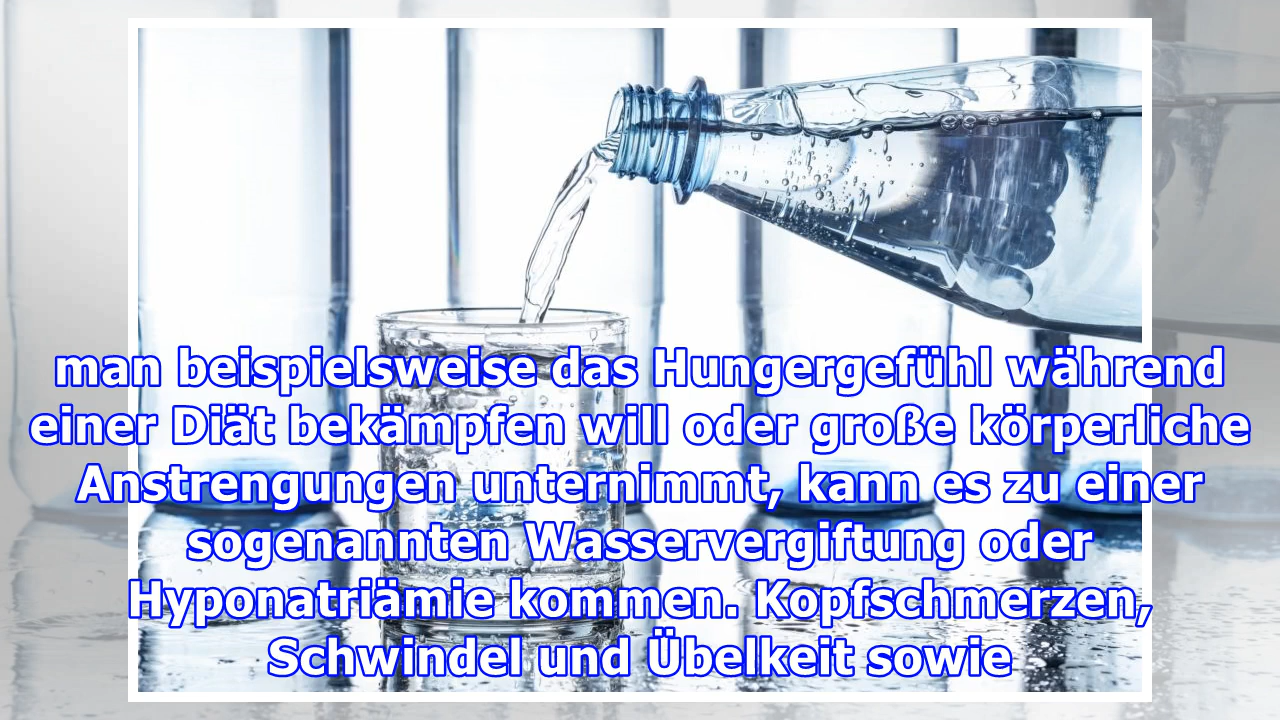 man beispielsweise das Hungergefühl während
einer Diät bekämpfen will oder große körperliche
Anstrengungen unternimmt, kann es zu einer
sogenannten Wasservergiftung oder
Hyponatriämie kommen. Kopfschmerzen,
Schwindel und Übelkeit sowie